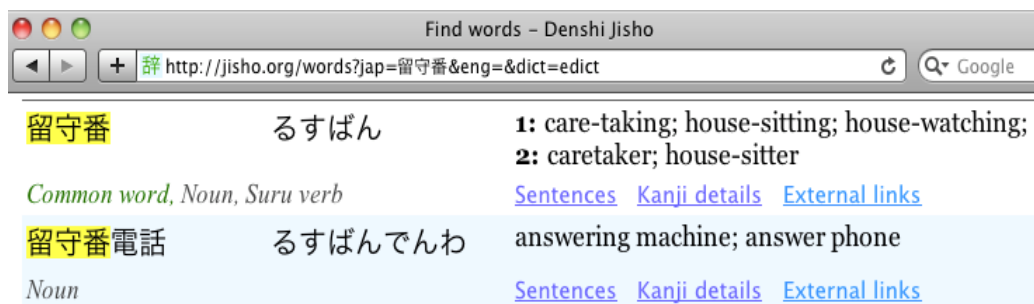 Find words – Denshi Jisho
辞 http://jisho.org/words?jap=留守番&eng=&dict=edict Google
留守番 るすばん 1: care-taking; house-sitting; house-watching;
2: caretaker; house-sitter
Common word, Noun, Suru verb Sentences Kanji details External links
留守番電話 るすばんでんわ answering machine; answer phone
Noun Sentences Kanji details External links